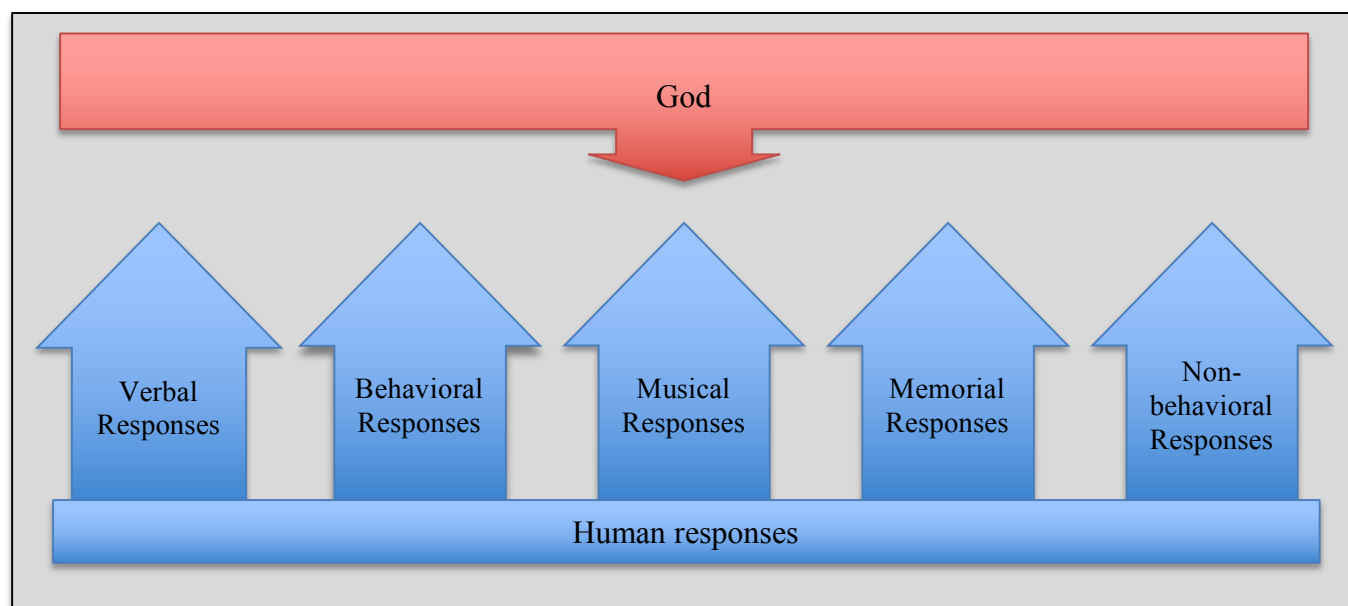 God
Verbal
Responses
Behavioral
Responses
Musical
Responses
Memorial
Responses
Non-
behavioral
Responses
Human responses